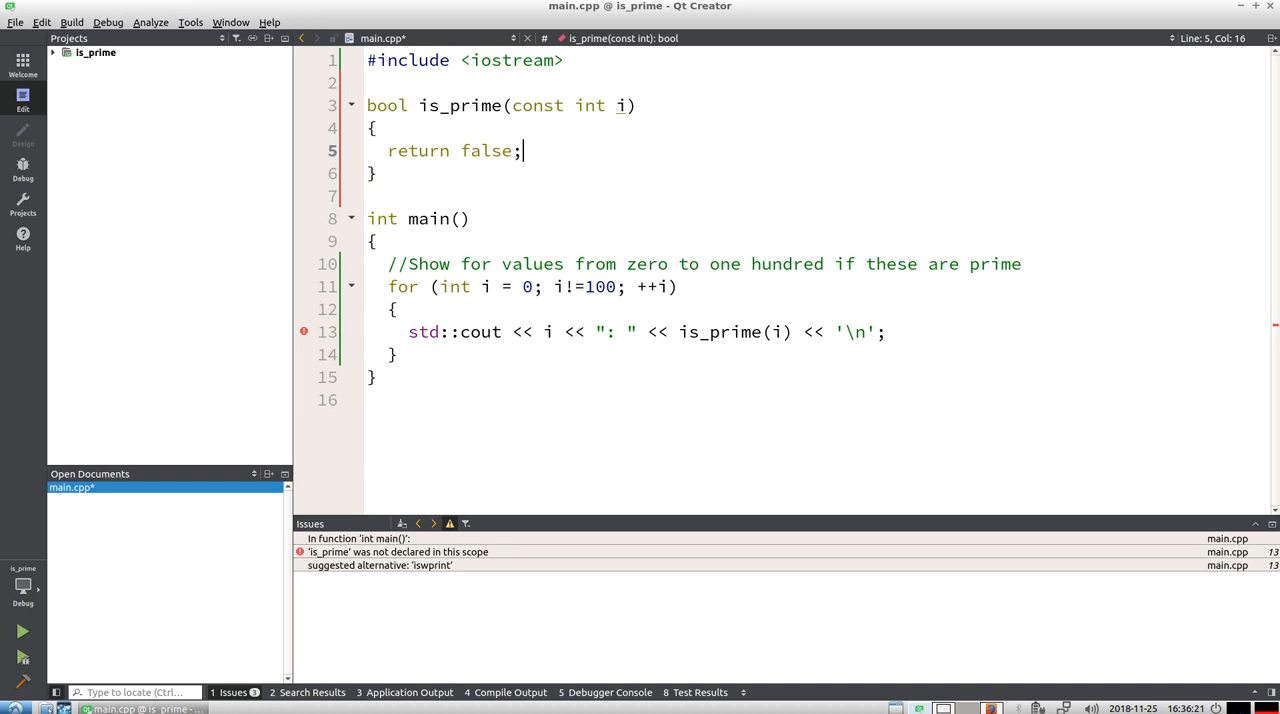 main.cpp @ is_prime - Qt Creator
File Edit Build Debug Analyze Tools Window Help
Projects
main.cpp*
# is_prime(const int): bool
Line: 5, Col: 16
is_prime
Welcome
Edit
Design
Debug
Projects
Help
1 #include <iostream>
2
3 bool is_prime(const int i)
4 {
5   return false;
6 }
7
8 int main()
9 {
10   //Show for values from zero to one hundred if these are prime
11   for (int i = 0; i!=100; ++i)
12   {
13     std::cout << i << ": " << is_prime(i) << '\n';
14   }
15 }
16
Open Documents
main.cpp*
Issues
In function 'int main()': main.cpp
'is_prime' was not declared in this scope main.cpp 13
suggested alternative: 'iswprint' main.cpp 13
is_prime
Debug
Type to locate (Ctrl... 1 Issues 3 2 Search Results 3 Application Output 4 Compile Output 5 Debugger Console 8 Test Results
main.cpp @ is_prime - ...
2018-11-25 16:36:21